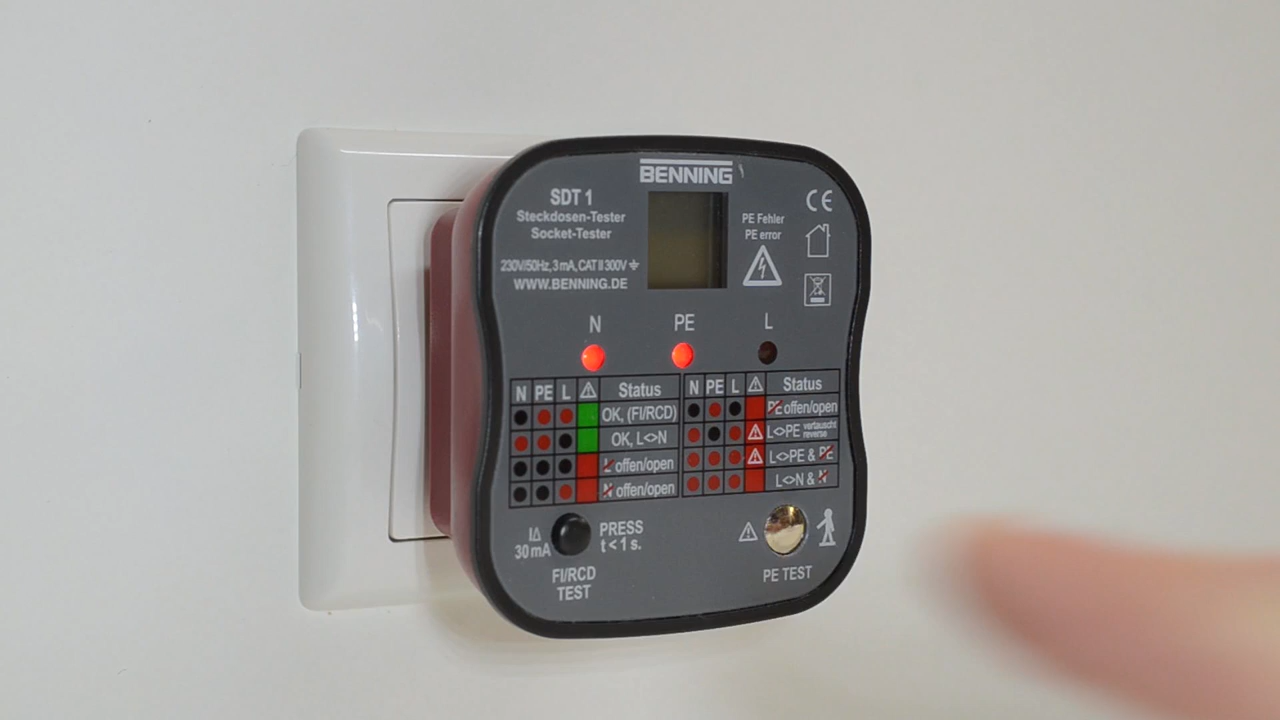 BENNING
SDT 1
Steckdosen-Tester
Socket-Tester
230V/50Hz, 3 mA, CAT II 300V
WWW.BENNING.DE
PE Fehler
PE error
CE
N PE L
N PE L Status
OK, (FI/RCD)
OK, L<>N
L offen/open
N offen/open
N PE L Status
PE offen/open
L<>PE vertauscht reverse
L<>PE & PE
L<>N & N
IΔ
30 mA
PRESS
t < 1 s.
FI/RCD
TEST
PE TEST